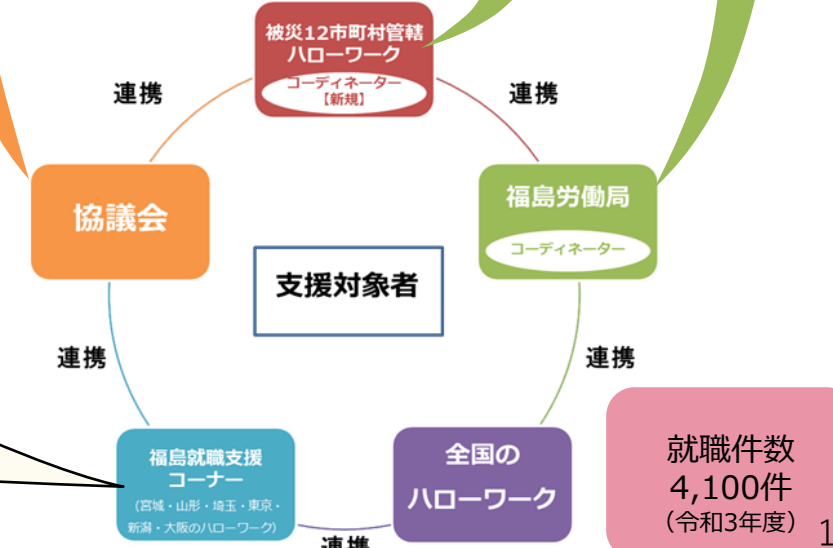 被災12市町村管轄
ハローワーク
コーディネーター
【新規】
連携
連携
協議会
福島労働局
コーディネーター
支援対象者
連携
連携
福島就職支援
コーナー
(宮城・山形・埼玉・東京・
新潟・大阪のハローワーク)
全国の
ハローワーク
連携
就職件数
4,100件
（令和3年度）
1